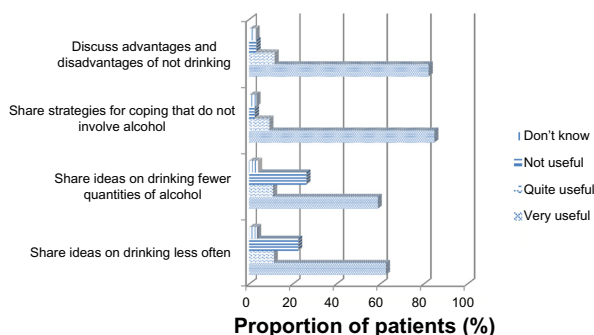 Discuss advantages and
disadvantages of not drinking
Share strategies for coping that do not
involve alcohol
Share ideas on drinking fewer
quantities of alcohol
Share ideas on drinking less often
Don't know
Not useful
Quite useful
Very useful
0 20 40 60 80 100
Proportion of patients (%)